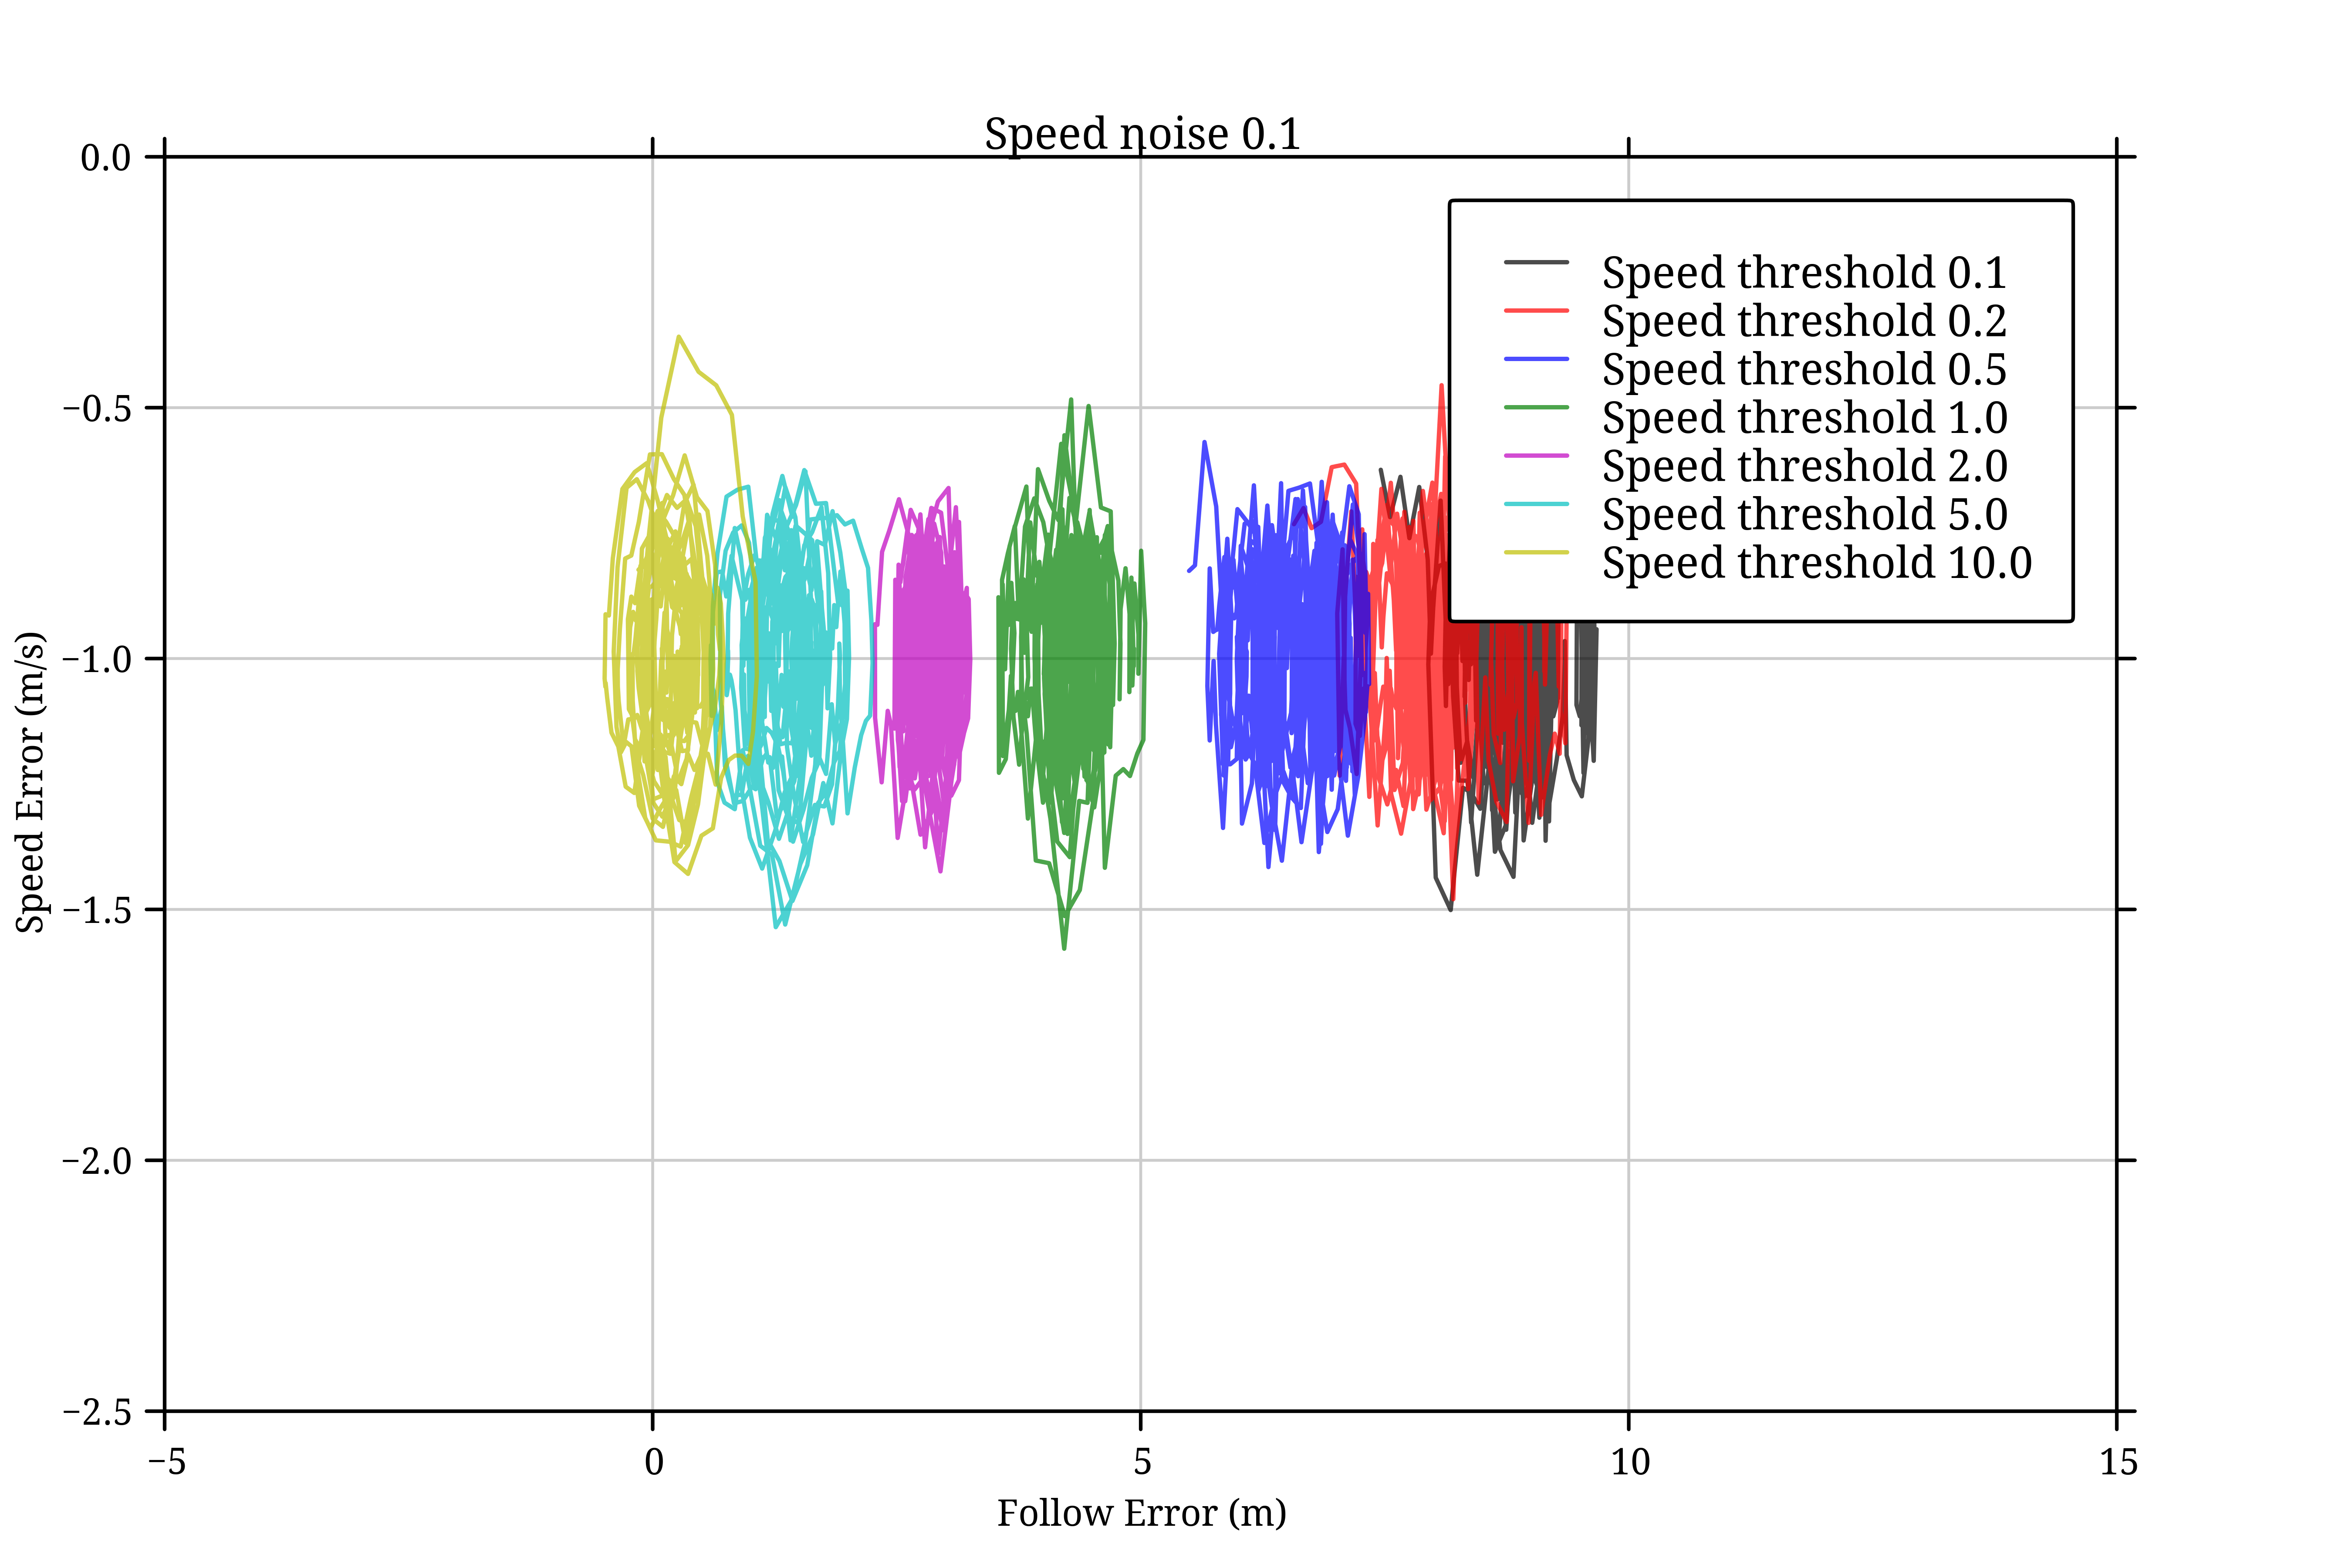 Speed noise 0.1
0.0
−0.5
−1.0
−1.5
−2.0
−2.5
Speed Error (m/s)
Speed threshold 0.1
Speed threshold 0.2
Speed threshold 0.5
Speed threshold 1.0
Speed threshold 2.0
Speed threshold 5.0
Speed threshold 10.0
−5 0 5 10 15
Follow Error (m)